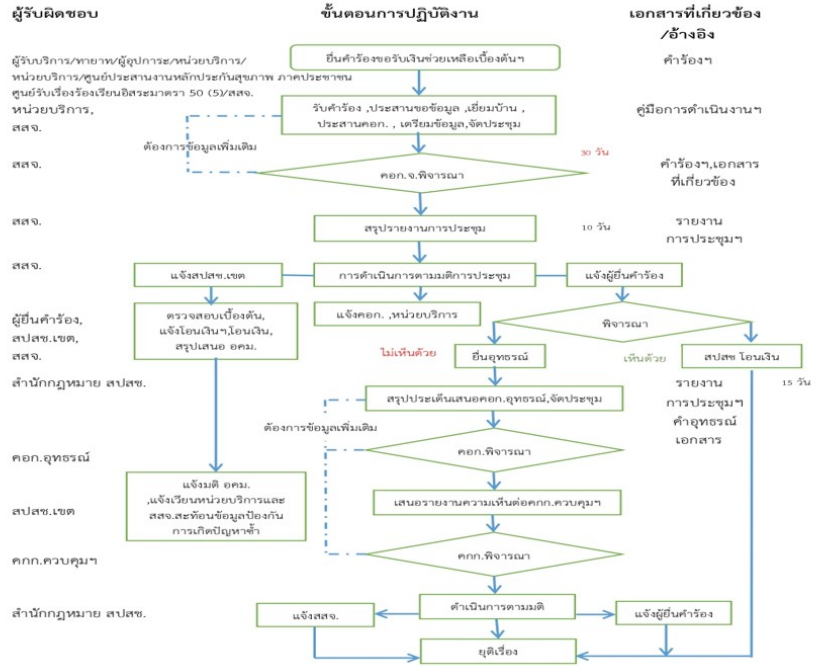 ผู้รับผิดชอบ
ขั้นตอนการปฏิบัติงาน
เอกสารที่เกี่ยวข้อง
/อ้างอิง
ผู้รับบริการ/ทายาท/ผู้อุปการะ/หน่วยบริการ/
หน่วยบริการ/ศูนย์ประสานงานหลักประกันสุขภาพ ภาคประชาชน
ศูนย์รับเรื่องร้องเรียนอิสระมาตรา 50 (5)/สสจ.
ยื่นคำร้องขอรับเงินช่วยเหลือเบื้องต้นฯ
คำร้องฯ
หน่วยบริการ,
สสจ.
รับคำร้อง ,ประสานขอข้อมูล ,เยี่ยมบ้าน ,
ประสานคอก. , เตรียมข้อมูล,จัดประชุม
คู่มือการดำเนินงานฯ
ต้องการข้อมูลเพิ่มเติม
30 วัน
สสจ.
คอก.จ.พิจารณา
คำร้องฯ,เอกสาร
ที่เกี่ยวข้อง
สสจ.
สรุปรายงานการประชุม
10 วัน
รายงาน
การประชุมฯ
สสจ.
แจ้งสปสช.เขต
การดำเนินการตามมติการประชุม
แจ้งผู้ยื่นคำร้อง
ผู้ยื่นคำร้อง,
สปสช.เขต,
สสจ.
ตรวจสอบเบื้องต้น,
แจ้งโอนเงินฯ,โอนเงิน,
สรุปเสนอ อคม.
แจ้งคอก. ,หน่วยบริการ
พิจารณา
ไม่เห็นด้วย
ยื่นอุทธรณ์
เห็นด้วย
สปสช โอนเงิน
สำนักกฎหมาย สปสช.
สรุปประเด็นเสนอคอก.อุทธรณ์,จัดประชุม
รายงาน
การประชุมฯ
คำอุทธรณ์
เอกสาร
15 วัน
ต้องการข้อมูลเพิ่มเติม
คอก.อุทธรณ์
คอก.พิจารณา
สปสช.เขต
แจ้งมติ อคม.
,แจ้งเวียนหน่วยบริการและ
สสจ.สะท้อนข้อมูลป้องกัน
การเกิดปัญหาซ้ำ
เสนอรายงานความเห็นต่อคกก.ควบคุมฯ
คกก.ควบคุมฯ
คกก.พิจารณา
สำนักกฎหมาย สปสช.
แจ้งสสจ.
ดำเนินการตามมติ
แจ้งผู้ยื่นคำร้อง
ยุติเรื่อง